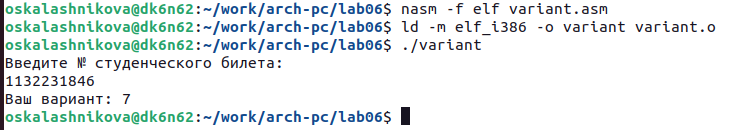 oskalashnikova@dk6n62:~/work/arch-pc/lab06$ nasm -f elf variant.asm
oskalashnikova@dk6n62:~/work/arch-pc/lab06$ ld -m elf_i386 -o variant variant.o
oskalashnikova@dk6n62:~/work/arch-pc/lab06$ ./variant
Введите № студенческого билета:
1132231846
Ваш вариант: 7
oskalashnikova@dk6n62:~/work/arch-pc/lab06$